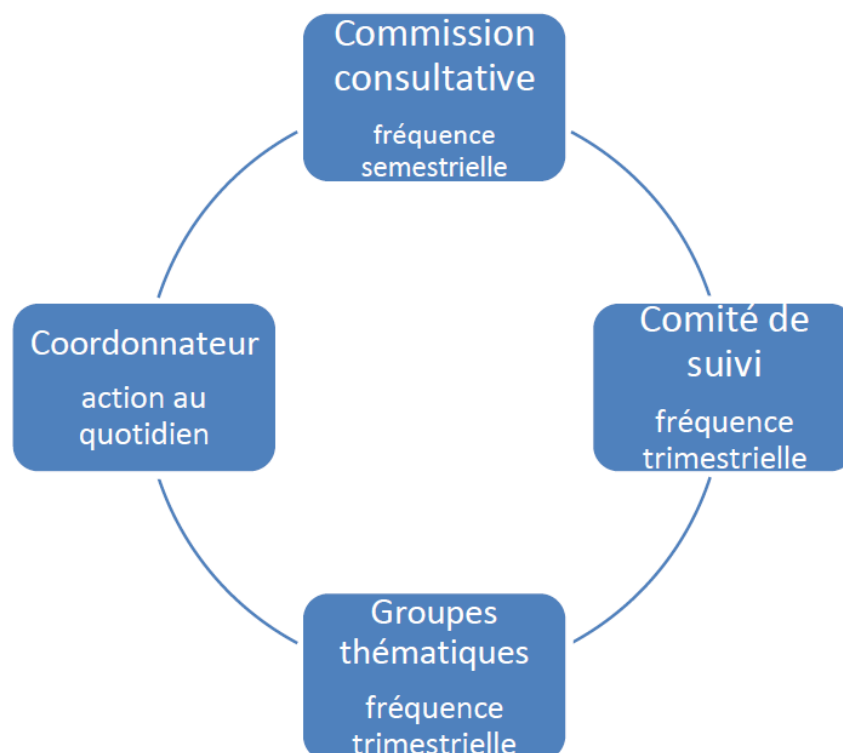 Commission
consultative
fréquence
semestrielle
Coordonnateur
action au
quotidien
Comité de
suivi
fréquence
trimestrielle
Groupes
thématiques
fréquence
trimestrielle